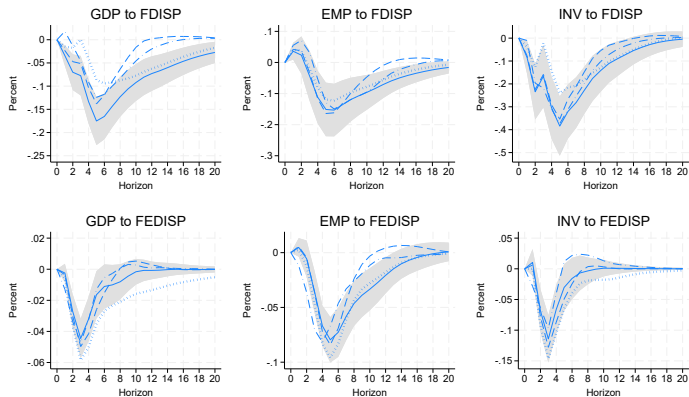 GDP to FDISP
EMP to FDISP
INV to FDISP
Percent
0
-.05
-.1
-.15
-.2
-.25
0 2 4 6 8 10 12 14 16 18 20
Horizon
Percent
.1
0
.1
.2
.3
0 2 4 6 8 10 12 14 16 18 20
Horizon
Percent
0
-.1
-.2
-.3
-.4
-.5
0 2 4 6 8 10 12 14 16 18 20
Horizon
GDP to FEDISP
EMP to FEDISP
INV to FEDISP
Percent
.02
0
-.02
-.04
-.06
0 2 4 6 8 10 12 14 16 18 20
Horizon
Percent
0
-.05
-.1
0 2 4 6 8 10 12 14 16 18 20
Horizon
Percent
.05
0
-.05
-.1
-.15
0 2 4 6 8 10 12 14 16 18 20
Horizon